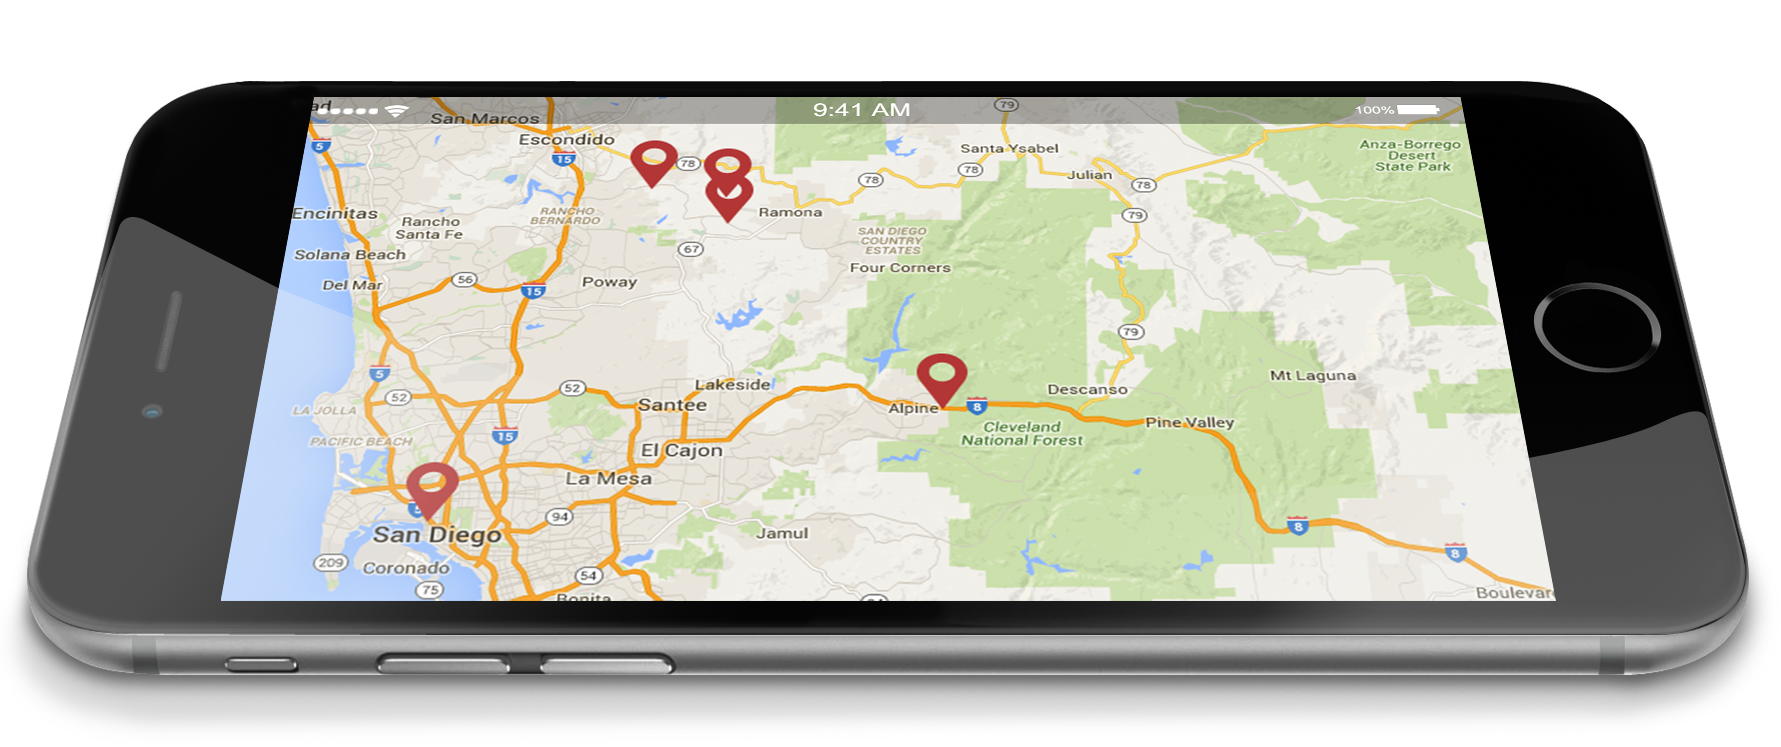 ad
9:41 AM
100%
San Marcos
79
Escondido
5
15
78
Santa Ysabel
Anza-Borrego
Desert
State Park
78
78
Julian
78
Encinitas
Rancho
Santa Fe
RANCHO
BERNARDO
Ramona
79
SAN DIEGO
COUNTRY
ESTATES
67
Solana Beach
Four Corners
Del Mar
56
15
Poway
79
5
52
52
Lakeside
Santee
Descanso
Mt Laguna
LA JOLLA
Alpine
8
PACIFIC BEACH
15
Cleveland
National Forest
Pine Valley
El Cajon
La Mesa
5
94
San Diego
Jamul
8
8
209
Coronado
75
54
Bonita
Boulevar